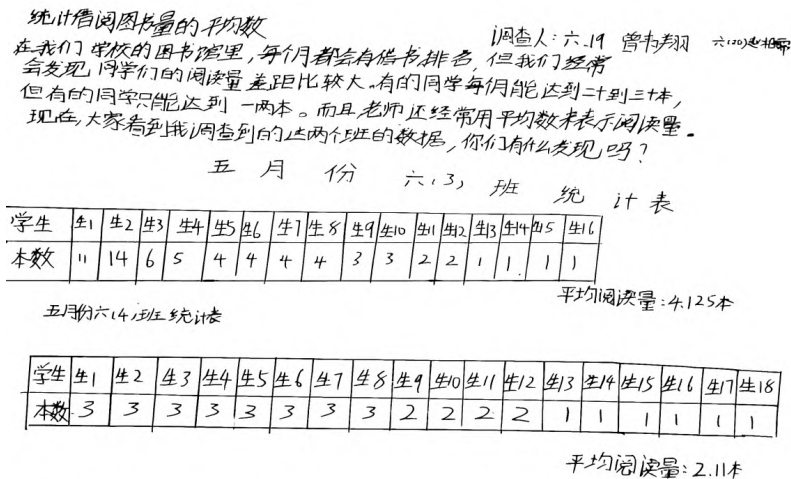 统计借阅图书量的平均数
调查人:六.19 曾韦翔 六(20)
在我们学校的图书馆里,每个月都会有借书排名,但我们经常
会发现同学们的阅读量差距比较大。有的同学每个月能达到二十到三十本,
但有的同学只能达到一两本。而且老师还经常用平均数来表示阅读量。
现在,大家看到我调查到的这两个班的数据,你们有什么发现吗?
五月份六(3)班统计表
学生 生1 生2 生3 生4 生5 生6 生7 生8 生9 生10 生11 生12 生13 生14 生15 生16
本数 11 14 6 5 4 4 4 4 3 3 2 2 1 1 1 1
平均阅读量:4.125本
五月份六(4)班统计表
学生 生1 生2 生3 生4 生5 生6 生7 生8 生9 生10 生11 生12 生13 生14 生15 生16 生17 生18
本数 3 3 3 3 3 3 3 3 2 2 2 2 1 1 1 1 1 1
平均阅读量:2.11本